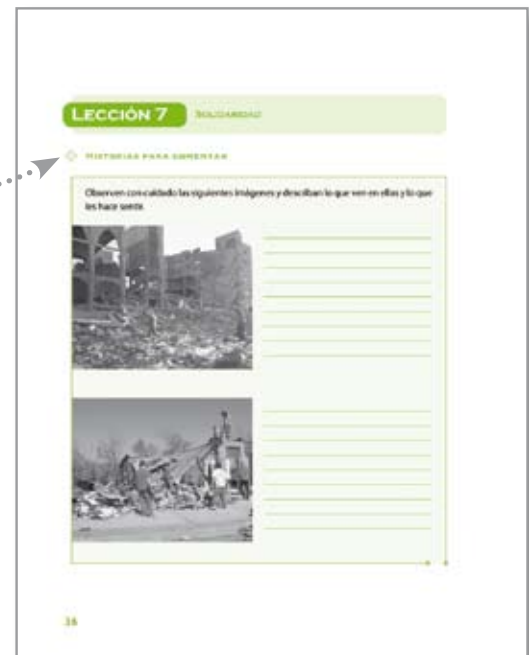 LECCIÓN 7 SOLIDARIDAD
HISTORIAS PARA COMENTAR
Observen con cuidado las siguientes imágenes y describan lo que ven en ellas y lo que
les hace sentir.
38